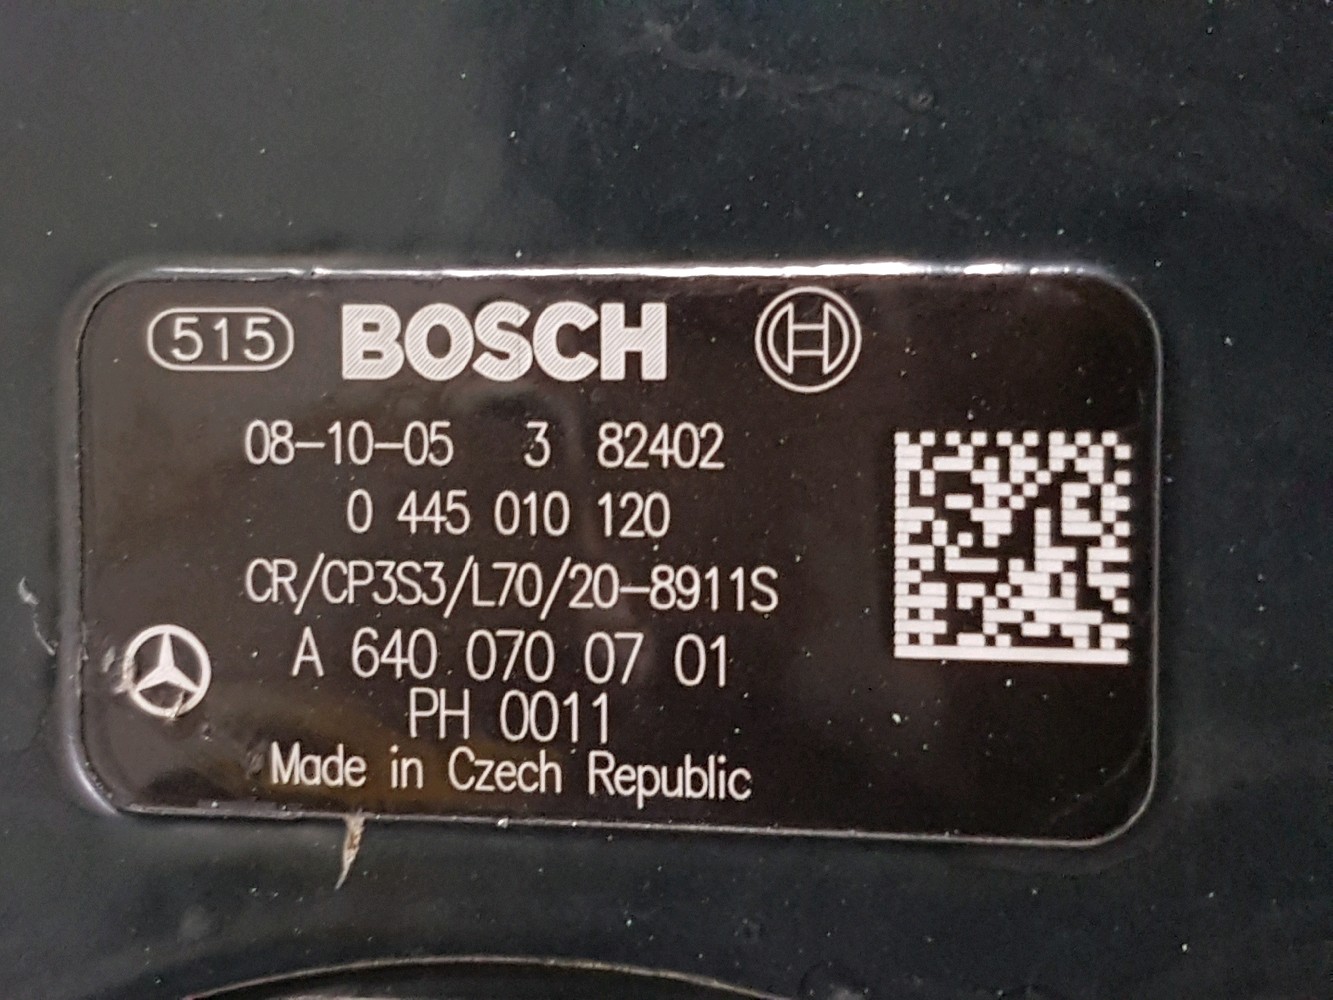 515 BOSCH
08-10-05 3 82402
0 445 010 120
CR/CP3S3/L70/20-8911S
A 640 070 07 01
PH 0011
Made in Czech Republic